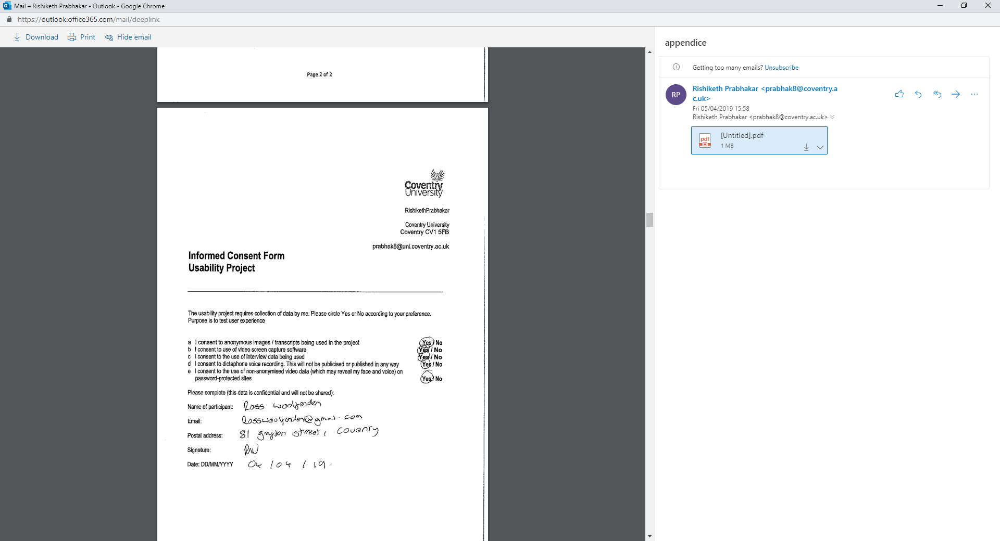 Mail – Rishiketh Prabhakar - Outlook - Google Chrome
https://outlook.office365.com/mail/deeplink
Download Print Hide email
Page 2 of 2
Coventry
University
RishikethPrabhakar
Coventry University
Coventry CV1 5FB
prabhak8@uni.coventry.ac.uk
Informed Consent Form
Usability Project
The usability project requires collection of data by me. Please circle Yes or No according to your preference.
Purpose is to test user experience
a I consent to anonymous images / transcripts being used in the project Yes / No
b I consent to use of video screen capture software Yes / No
c I consent to the use of interview data being used Yes / No
d I consent to dictaphone voice recording. This will not be publicised or published in any way Yes / No
e I consent to the use of non-anonymised video data (which may reveal my face and voice) on
password-protected sites Yes / No
Please complete (this data is confidential and will not be shared):
Name of participant: Ross Woolfenden
Email: Rosswoolfenden@gmail.com
Postal address: 81 street, Coventry
Signature: RW
Date: DD/MM/YYYY 04/04/19.
appendice
Getting too many emails? Unsubscribe
RP
Rishiketh Prabhakar <prabhak8@coventry.a
c.uk>
Fri 05/04/2019 15:58
Rishiketh Prabhakar <prabhak8@coventry.ac.uk>
pdf
[Untitled].pdf
1 MB